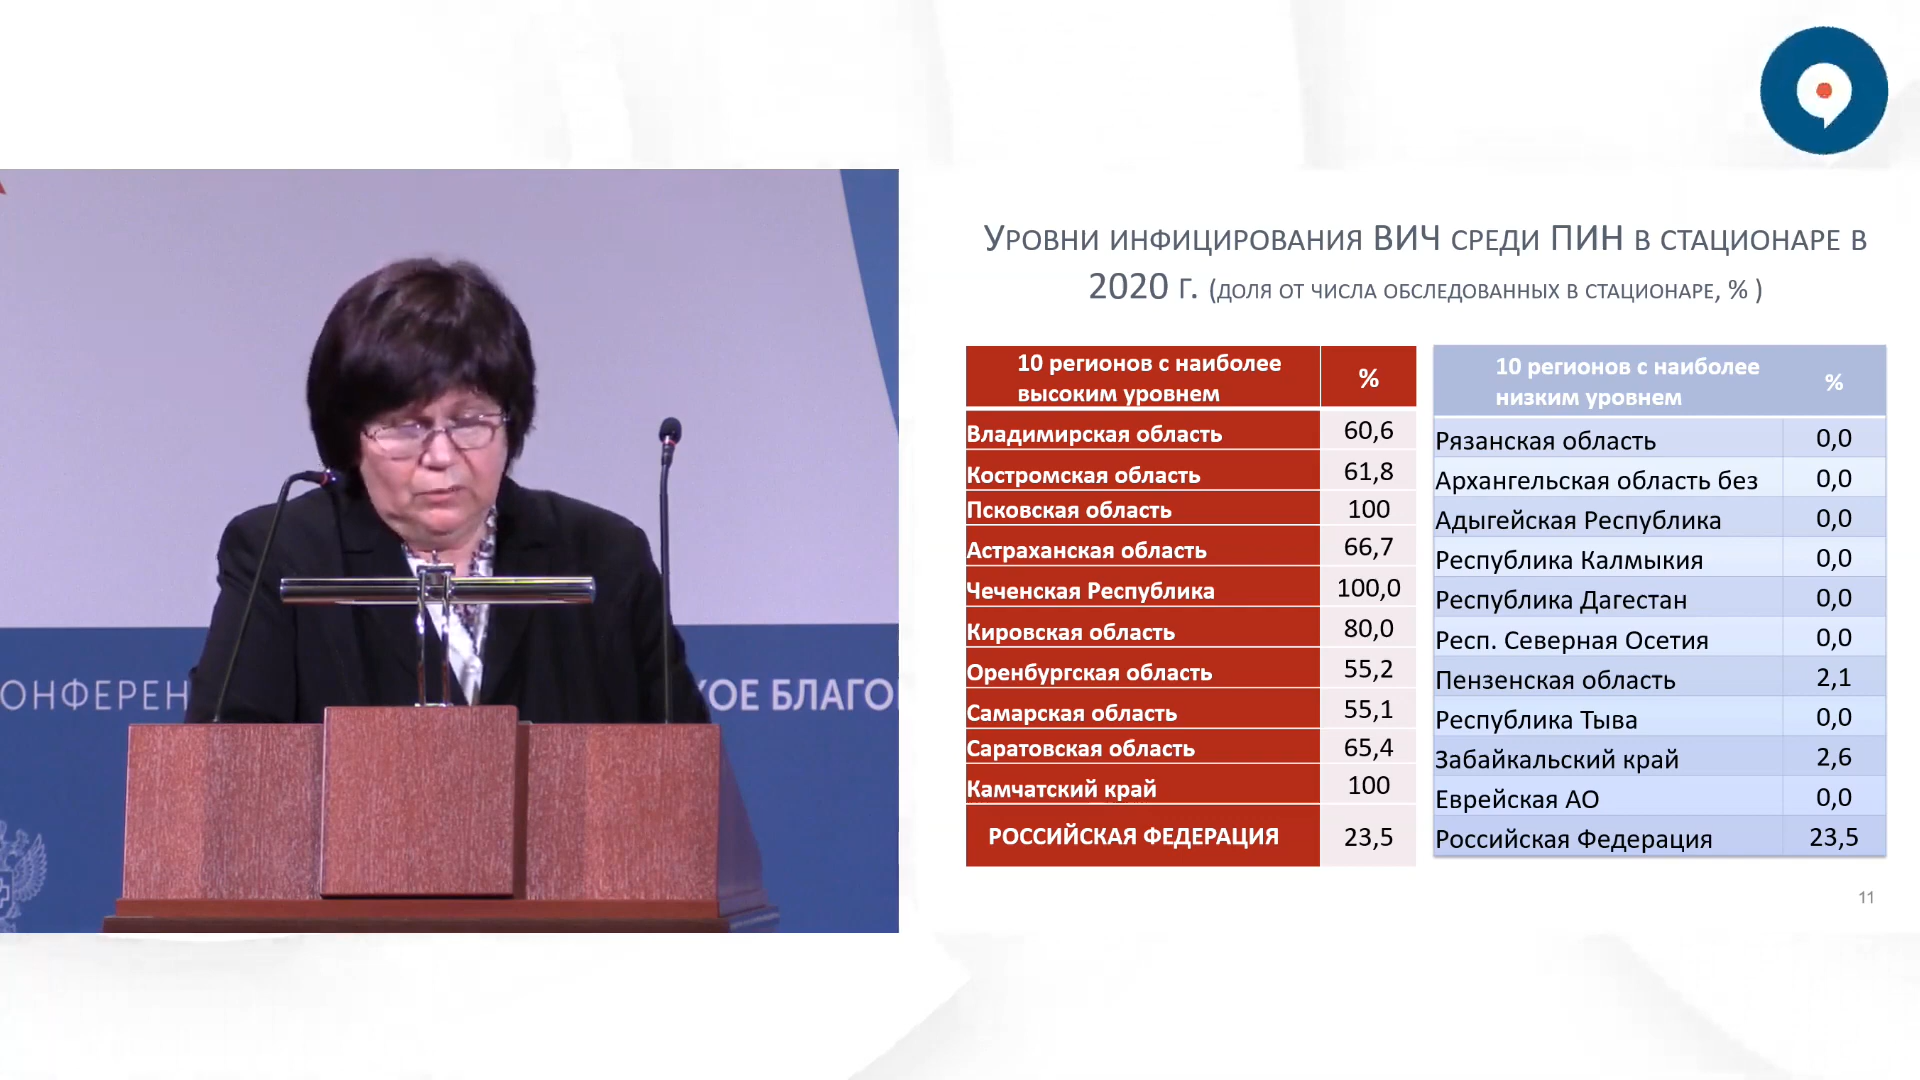 Уровни инфицирования ВИЧ среди ПИН в стационаре в
2020 г. (доля от числа обследованных в стационаре, % )
10 регионов с наиболее
высоким уровнем
%
Владимирская область 60,6
Костромская область 61,8
Псковская область 100
Астраханская область 66,7
Чеченская Республика 100,0
Кировская область 80,0
Оренбургская область 55,2
Самарская область 55,1
Саратовская область 65,4
Камчатский край 100
РОССИЙСКАЯ ФЕДЕРАЦИЯ 23,5
10 регионов с наиболее
низким уровнем
%
Рязанская область 0,0
Архангельская область без 0,0
Адыгейская Республика 0,0
Республика Калмыкия 0,0
Республика Дагестан 0,0
Респ. Северная Осетия 0,0
Пензенская область 2,1
Республика Тыва 0,0
Забайкальский край 2,6
Еврейская АО 0,0
Российская Федерация 23,5
11
ОНФЕРЕН
КОЕ БЛАГО